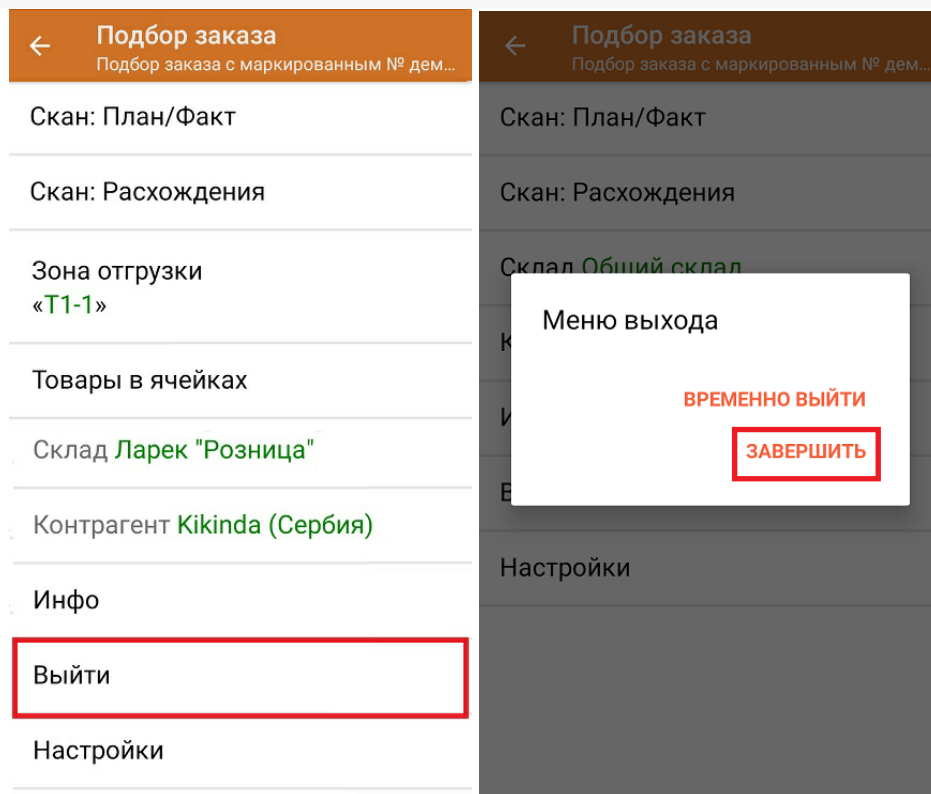 Подбор заказа
Подбор заказа с маркированным № дем...
Скан: План/Факт
Скан: Расхождения
Зона отгрузки
«Т1-1»
Товары в ячейках
Склад Ларек "Розница"
Контрагент Kikinda (Сербия)
Инфо
Выйти
Настройки
Подбор заказа
Подбор заказа с маркированным № дем...
Скан: План/Факт
Скан: Расхождения
Склад Общий склад
Меню выхода
ВРЕМЕННО ВЫЙТИ
ЗАВЕРШИТЬ
Настройки